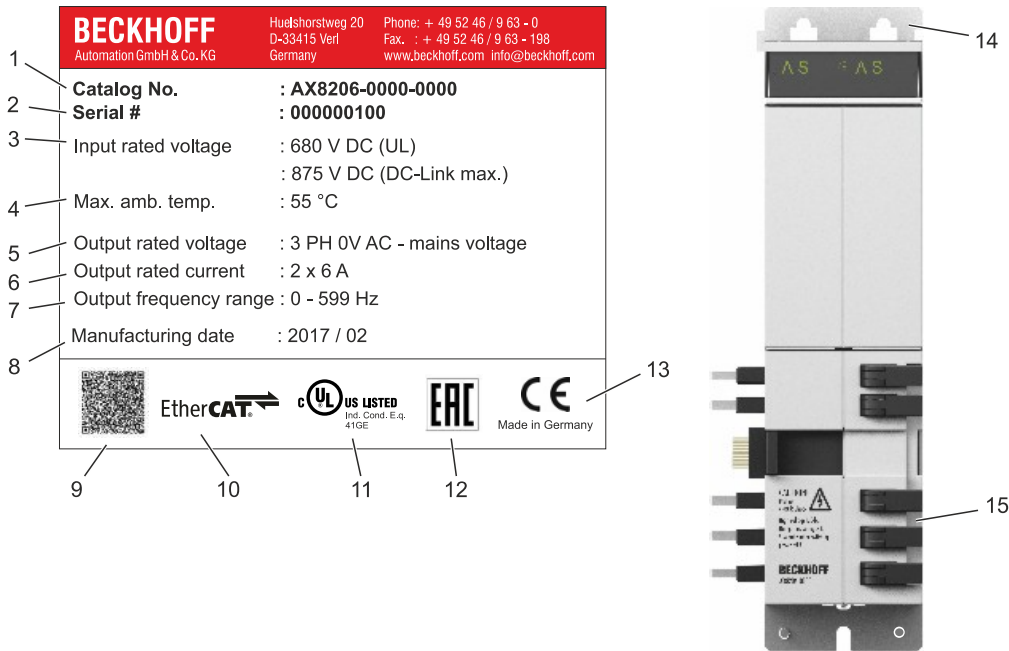 BECKHOFF
Automation GmbH & Co. KG
Huelshorstweg 20 Phone: + 49 52 46 / 9 63 - 0
D-33415 Verl Fax. : + 49 52 46 / 9 63 - 198
Germany www.beckhoff.com info@beckhoff.com
1 Catalog No. : AX8206-0000-0000
2 Serial # : 000000100
3 Input rated voltage : 680 V DC (UL)
: 875 V DC (DC-Link max.)
4 Max. amb. temp. : 55 °C
5 Output rated voltage : 3 PH 0V AC - mains voltage
6 Output rated current : 2 x 6 A
7 Output frequency range : 0 - 599 Hz
8 Manufacturing date : 2017 / 02
EtherCAT®
c UL US LISTED
Ind. Cond. E.q.
41GE
EAC
CE
Made in Germany
9 10 11 12 13
14
15
BECKHOFF